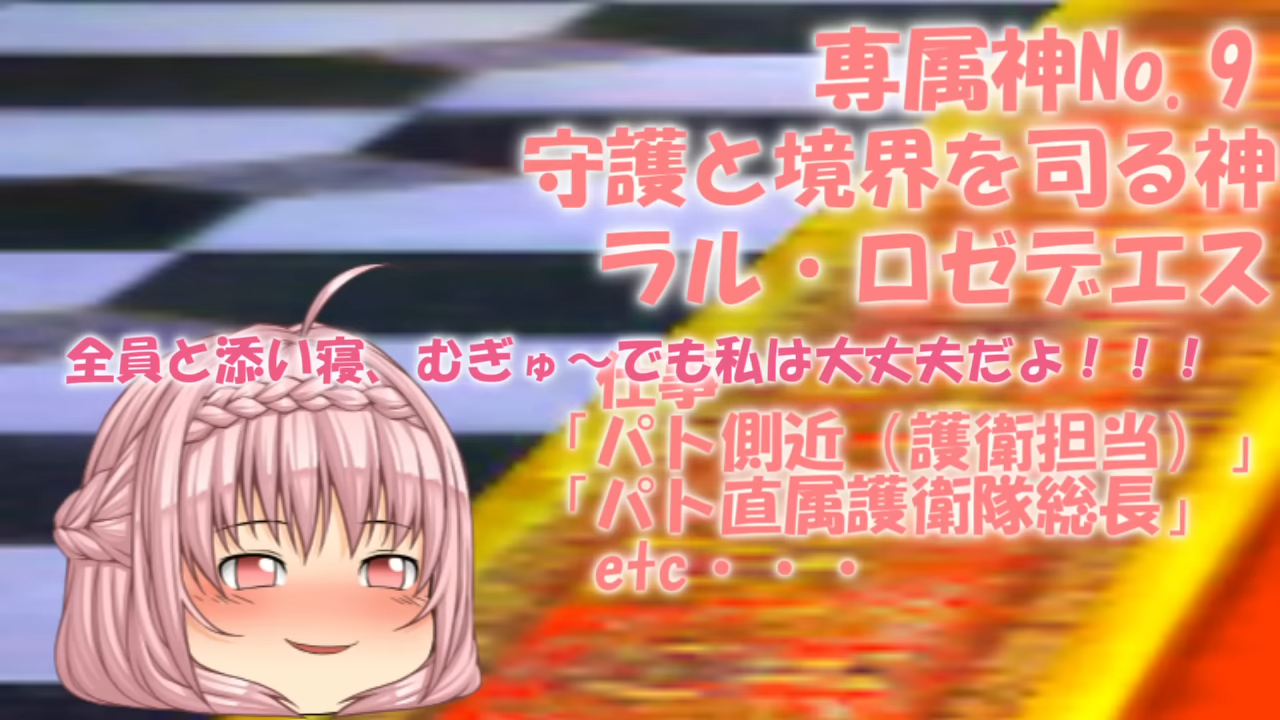 専属神No.9
守護と境界を司る神
ラル・ロゼデエス
全員と添い寝、むぎゅ～でも私は大丈夫だよ！！！
仕事
「パト側近（護衛担当）」
「パト直属護衛隊総長」
etc・・・